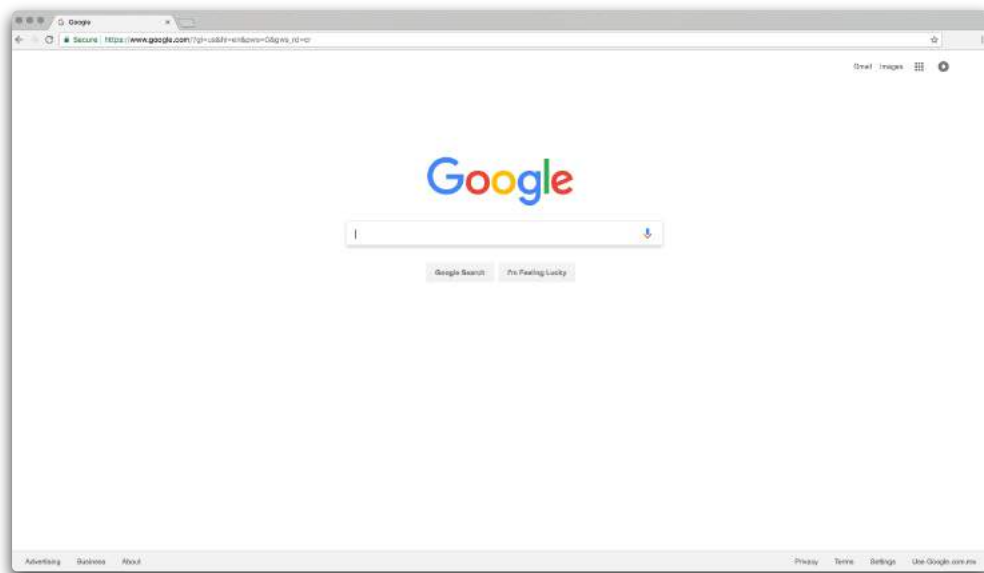 Google
Secure https://www.google.com/?gl=us&hl=en&pws=0&gws_rd=cr
Gmail Images
Google
Google Search I'm Feeling Lucky
Advertising Business About Privacy Terms Settings Use Google.com.mx